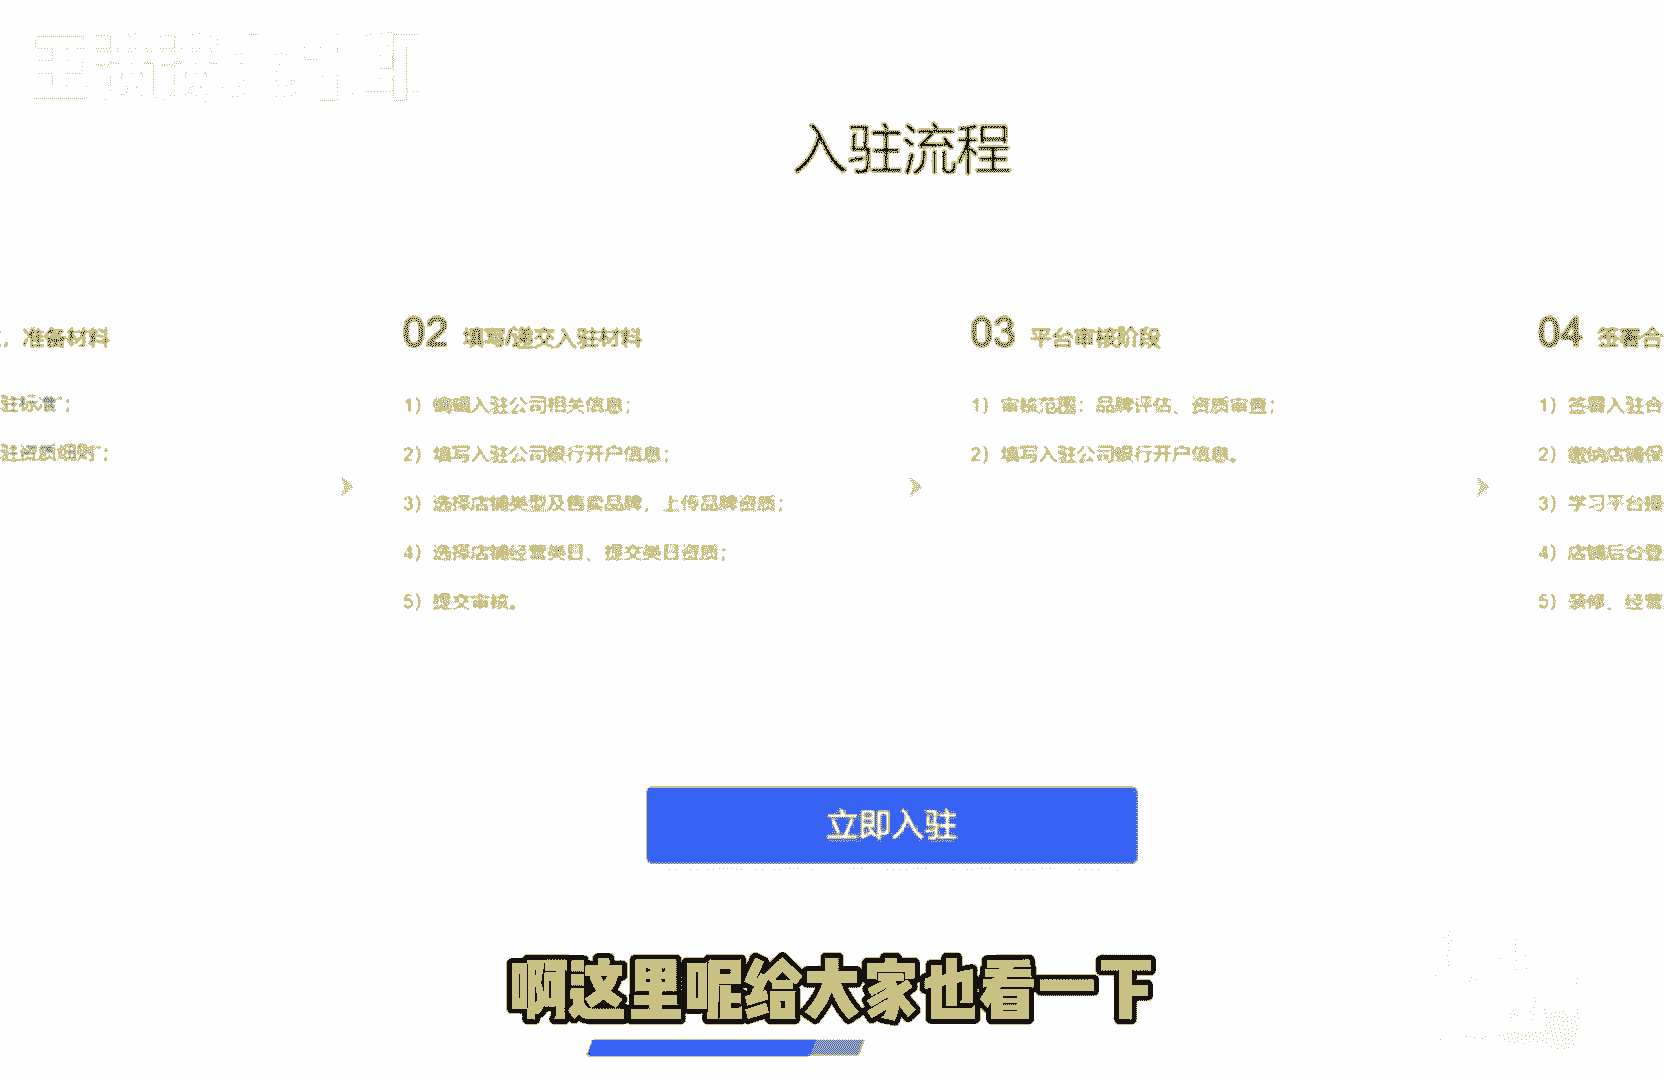 入驻流程
，准备材料
驻标准”；
驻资质细则”；
02 填写/递交入驻材料
1）编辑入驻公司相关信息；
2）填写入驻公司银行开户信息；
3）选择店铺类型及售卖品牌，上传品牌资质；
4）选择店铺经营类目、提交类目资质；
5）提交审核。
03 平台审核阶段
1）审核范围：品牌评估、资质审查；
2）填写入驻公司银行开户信息。
04 签署合
1）签署入驻合
2）缴纳店铺保
3）学习平台操
4）店铺后台登
5）装修、经营
立即入驻
啊这里呢给大家也看一下